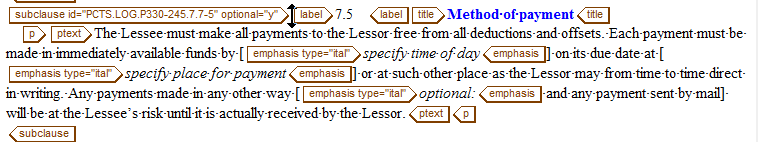 subclause id="PCTS.LOG.P330-245.7.7-5" optional="y" label 7.5 label title Method·of·payment title
p ptext The·Lessee·must·make·all·payments·to·the·Lessor·free·from·all·deductions·and·offsets.·Each·payment·must·be·
made·in·immediately·available·funds·by·[ emphasis type="ital" specify·time·of·day emphasis ]·on·its·due·date·at·[
emphasis type="ital" specify·place·for·payment emphasis ]·or·at·such·other·place·as·the·Lessor·may·from·time·to·time·direct·
in·writing.·Any·payments·made·in·any·other·way·[ emphasis type="ital" optional:· emphasis ·and·any·payment·sent·by·mail]·
will·be·at·the·Lessee's·risk·until·it·is·actually·received·by·the·Lessor. ptext p
subclause